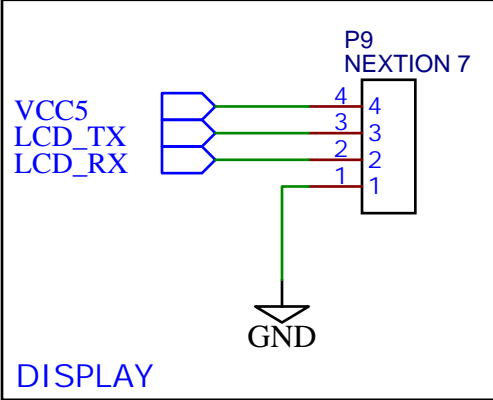 P9
NEXTION 7
VCC5 4 4
LCD_TX 3 3
LCD_RX 2 2
1 1
GND
DISPLAY